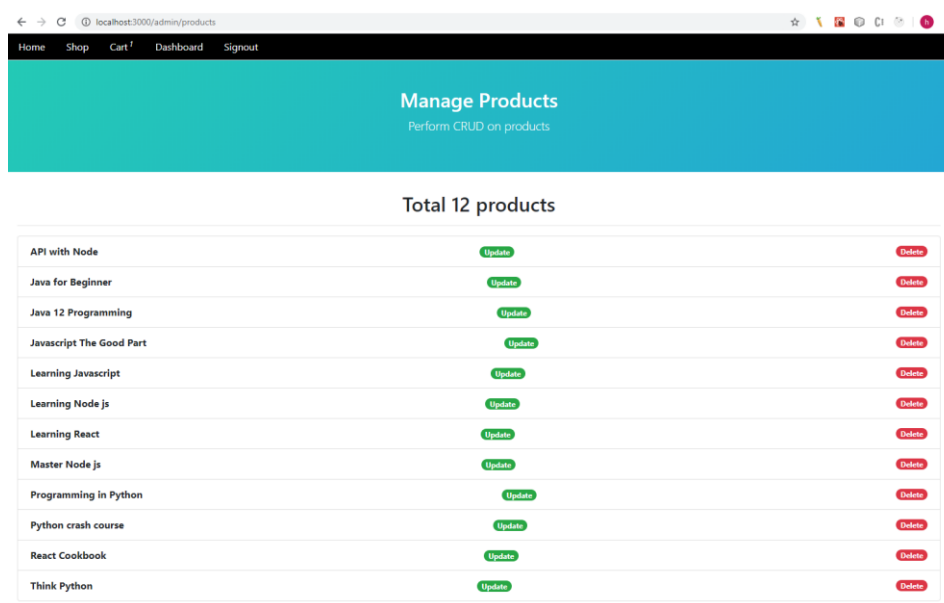 localhost:3000/admin/products
Home Shop Cart 1 Dashboard Signout
Manage Products
Perform CRUD on products
Total 12 products
API with Node Update Delete
Java for Beginner Update Delete
Java 12 Programming Update Delete
Javascript The Good Part Update Delete
Learning Javascript Update Delete
Learning Node js Update Delete
Learning React Update Delete
Master Node js Update Delete
Programming in Python Update Delete
Python crash course Update Delete
React Cookbook Update Delete
Think Python Update Delete